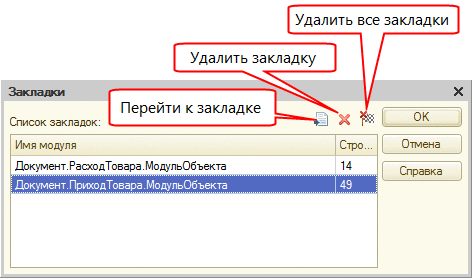 Удалить все закладки
Удалить закладку
Перейти к закладке
Закладки
Список закладок:
OK
Имя модуля Стро...
Отмена
Документ.РасходТовара.МодульОбъекта 14
Справка
Документ.ПриходТовара.МодульОбъекта 49